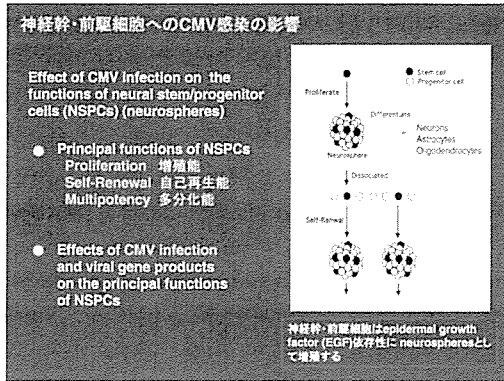 神経幹・前駆細胞へのCMV感染の影響
Effect of CMV infection on the
functions of neural stem/progenitor
cells (NSPCs) (neurospheres)
● Principal functions of NSPCs
Proliferation 増殖能
Self-Renewal 自己再生能
Multipotency 多分化能
● Effects of CMV infection
and viral gene products
on the principal functions
of NSPCs
Stem cell
Progenitor cell
Proliferate
Differentiate
Neurons
Astrocytes
Oligodendrocytes
Neurosphere
Dissociated
Self-Renewal
神経幹・前駆細胞はepidermal growth
factor (EGF)依存性に neurospheresとし
て増殖する